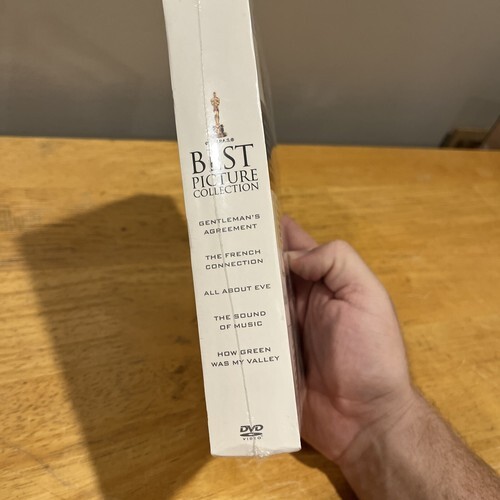 BEST
PICTURE
COLLECTION
GENTLEMAN'S
AGREEMENT
THE FRENCH
CONNECTION
ALL ABOUT EVE
THE SOUND
OF MUSIC
HOW GREEN
WAS MY VALLEY
DVD
VIDEO